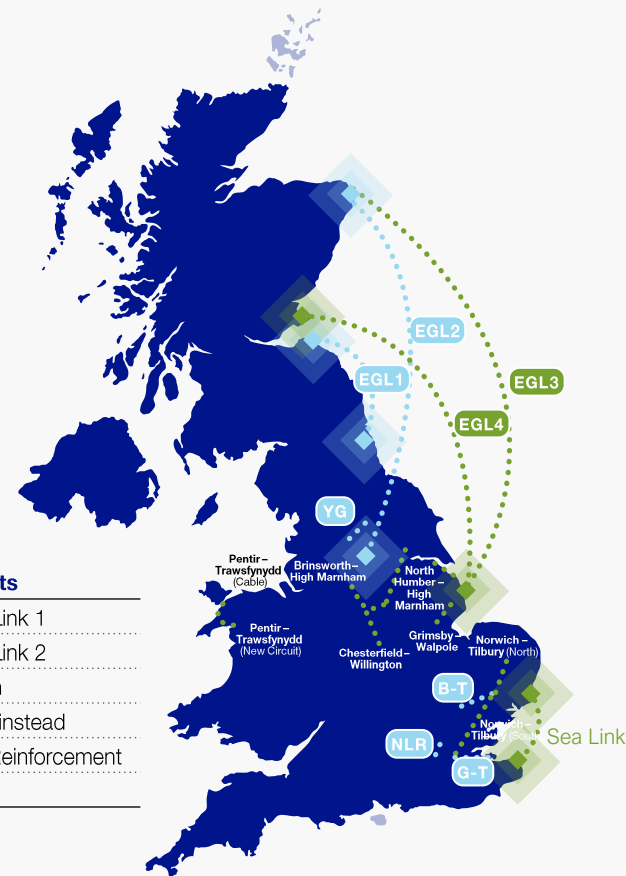 EGL2
EGL1
EGL3
EGL4
YG
Pentir –
Trawsfynydd
(Cable)
Brinsworth–
High Marnham
North
Humber–
High
Marnham
Pentir –
Trawsfynydd
(New Circuit)
Chesterfield–
Willington
Grimsby–
Walpole
Norwich –
Tilbury (North)
B-T
Norwich –
Tilbury (South)
Sea Link
NLR
G-T
ts
ink 1
ink 2
instead
Reinforcement